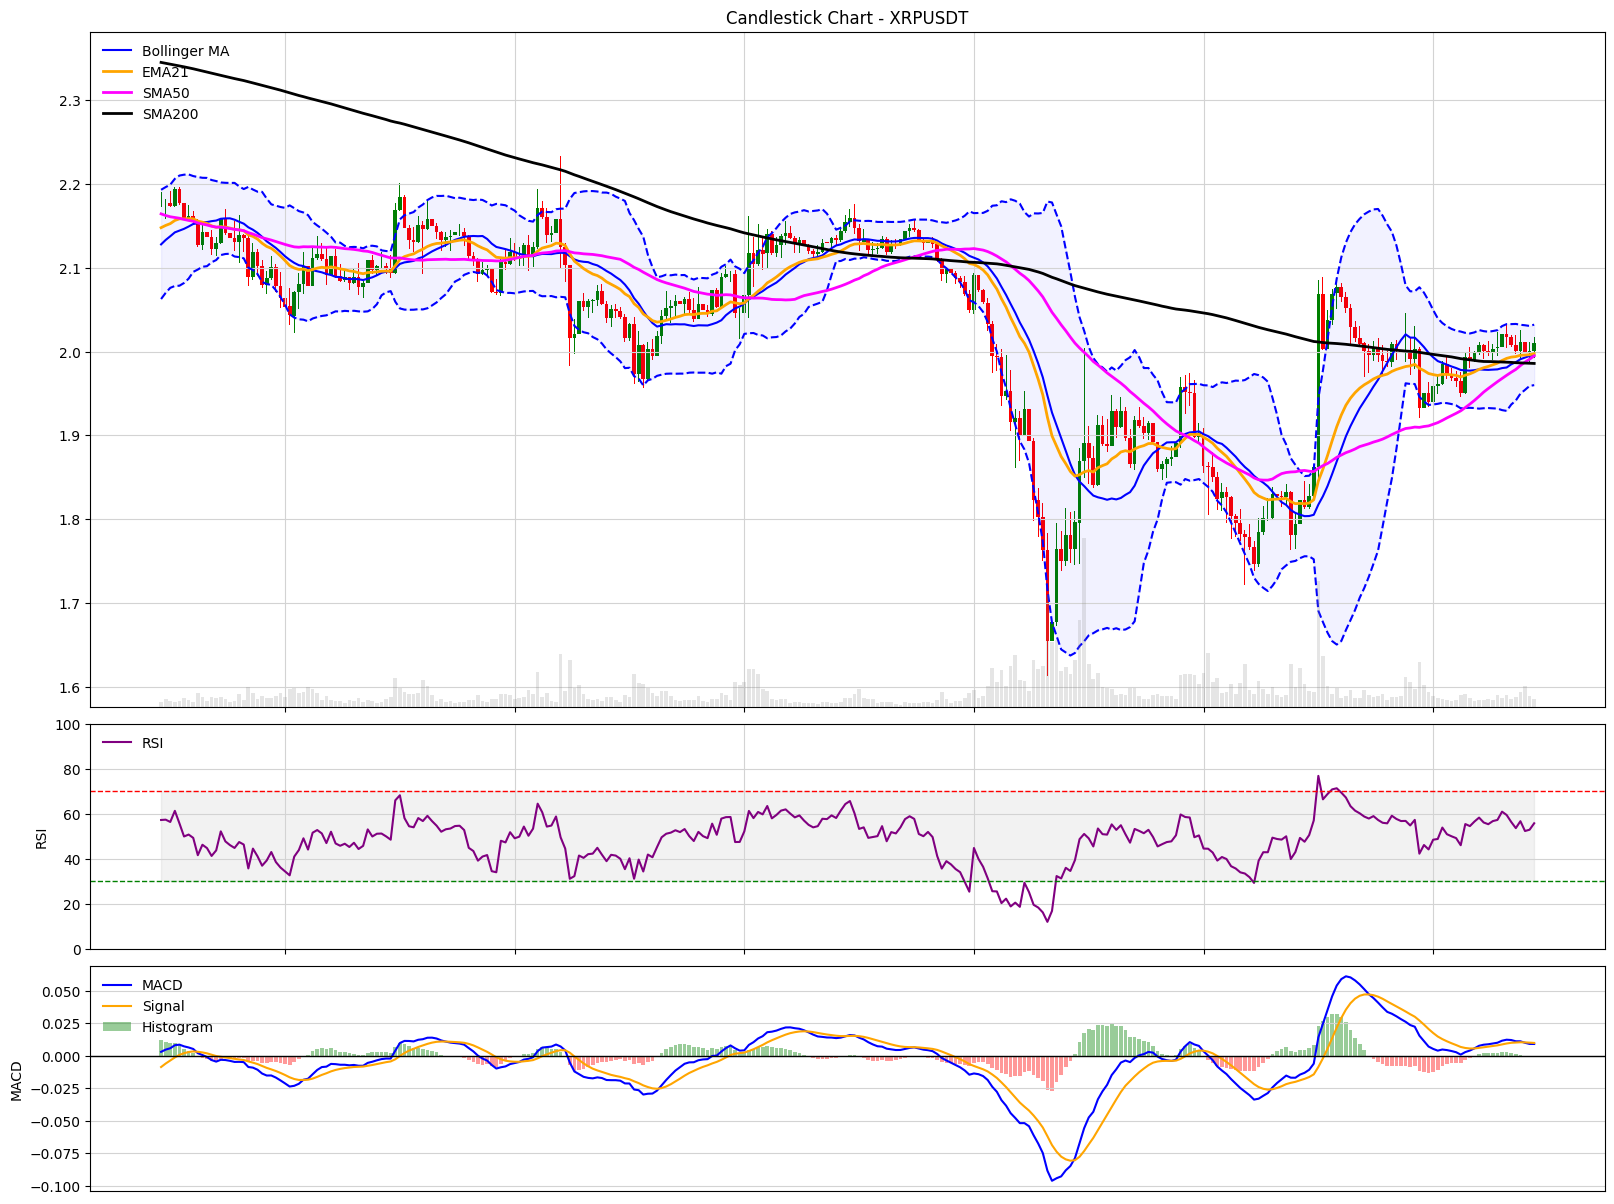 Candlestick Chart - XRPUSDT
Bollinger MA
EMA21
SMA50
SMA200
2.3
2.2
2.1
2.0
1.9
1.8
1.7
1.6
RSI
RSI
100
80
60
40
20
0
MACD
MACD
Signal
Histogram
0.050
0.025
0.000
−0.025
−0.050
−0.075
−0.100